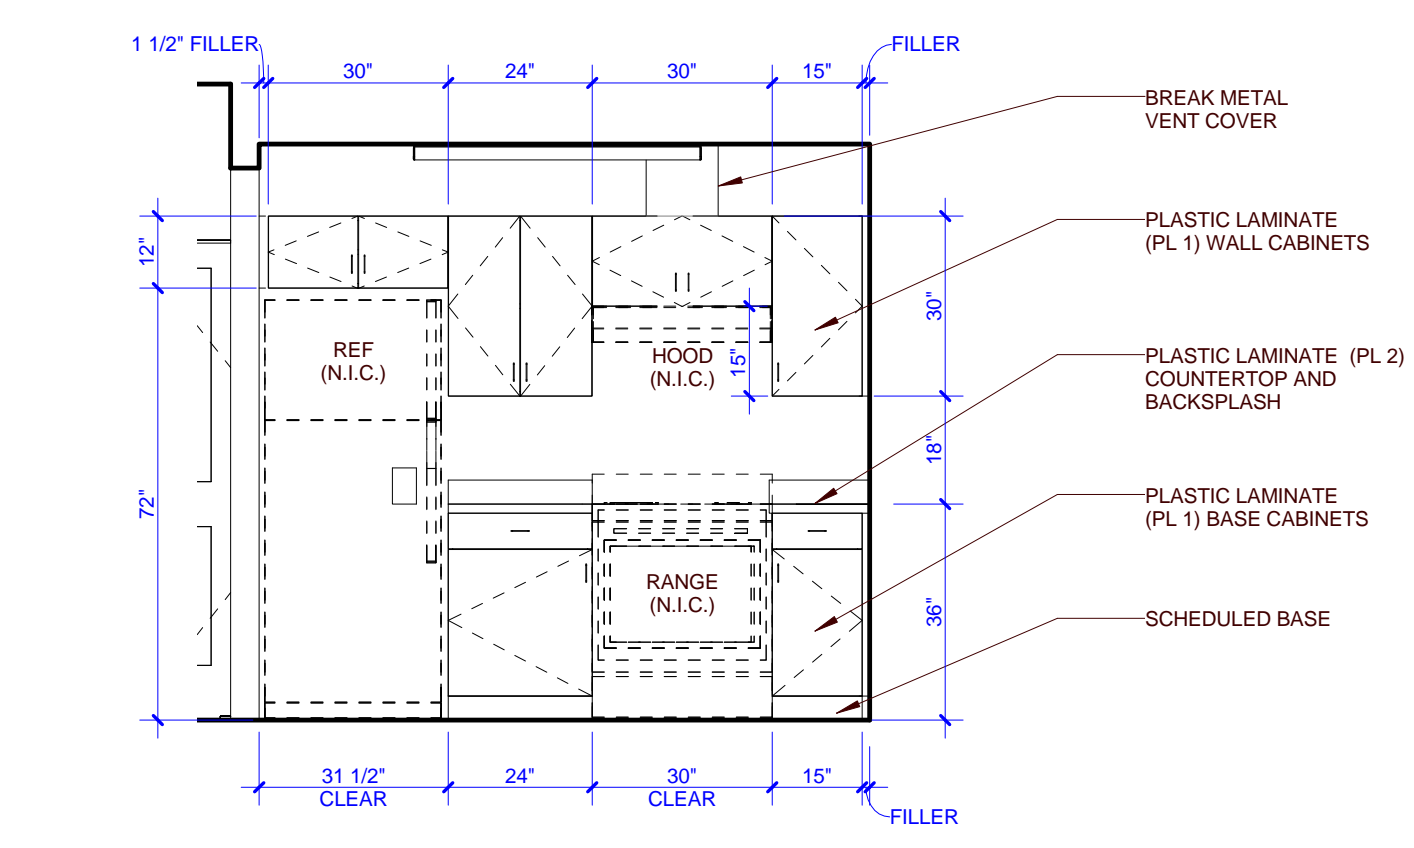 1 1/2" FILLER
FILLER
30"
24"
30"
15"
BREAK METAL
VENT COVER
12"
PLASTIC LAMINATE
(PL 1) WALL CABINETS
30"
REF
(N.I.C.)
HOOD
(N.I.C.)
15"
PLASTIC LAMINATE (PL 2)
COUNTERTOP AND
BACKSPLASH
18"
72"
PLASTIC LAMINATE
(PL 1) BASE CABINETS
RANGE
(N.I.C.)
36"
SCHEDULED BASE
31 1/2"
CLEAR
24"
30"
CLEAR
15"
FILLER